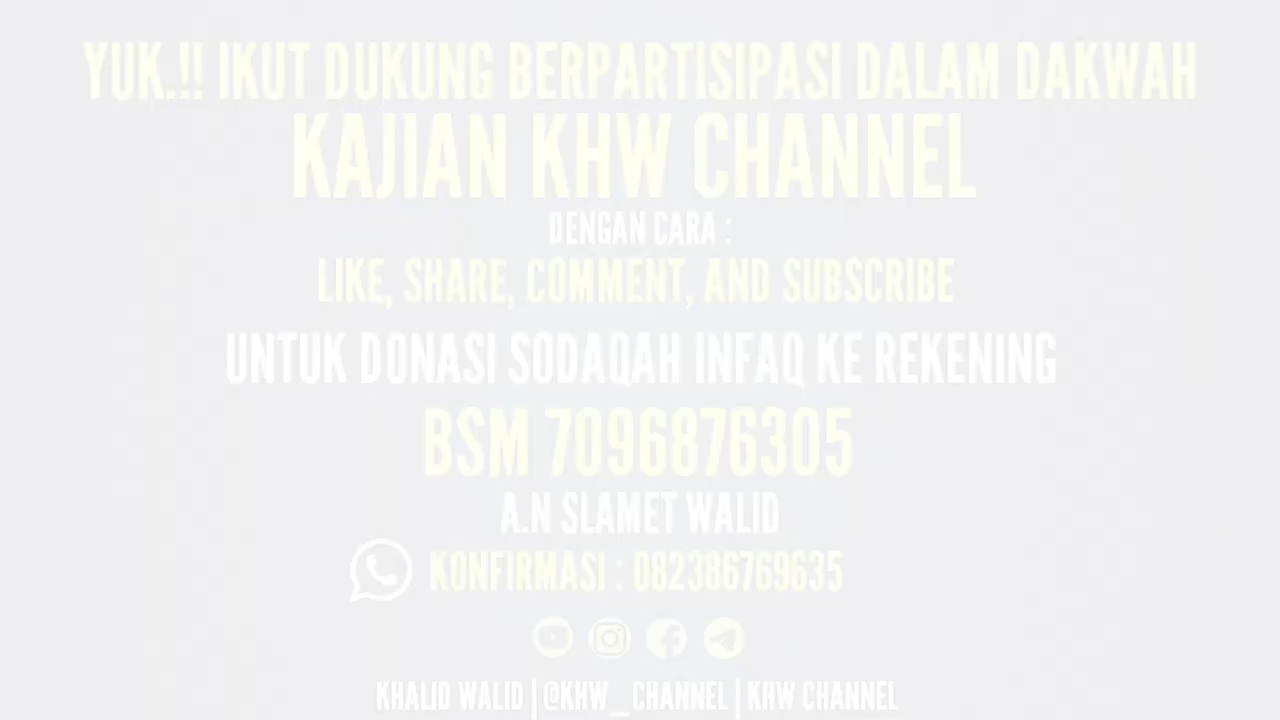 YUK.!! IKUT DUKUNG BERPARTISIPASI DALAM DAKWAH
KAJIAN KHW CHANNEL
DENGAN CARA :
LIKE, SHARE, COMMENT, AND SUBSCRIBE
UNTUK DONASI SODAQAH INFAQ KE REKENING
BSM 7096876305
A.N SLAMET WALID
KONFIRMASI : 082386769635
KHALID WALID | @KHW_CHANNEL | KHW CHANNEL